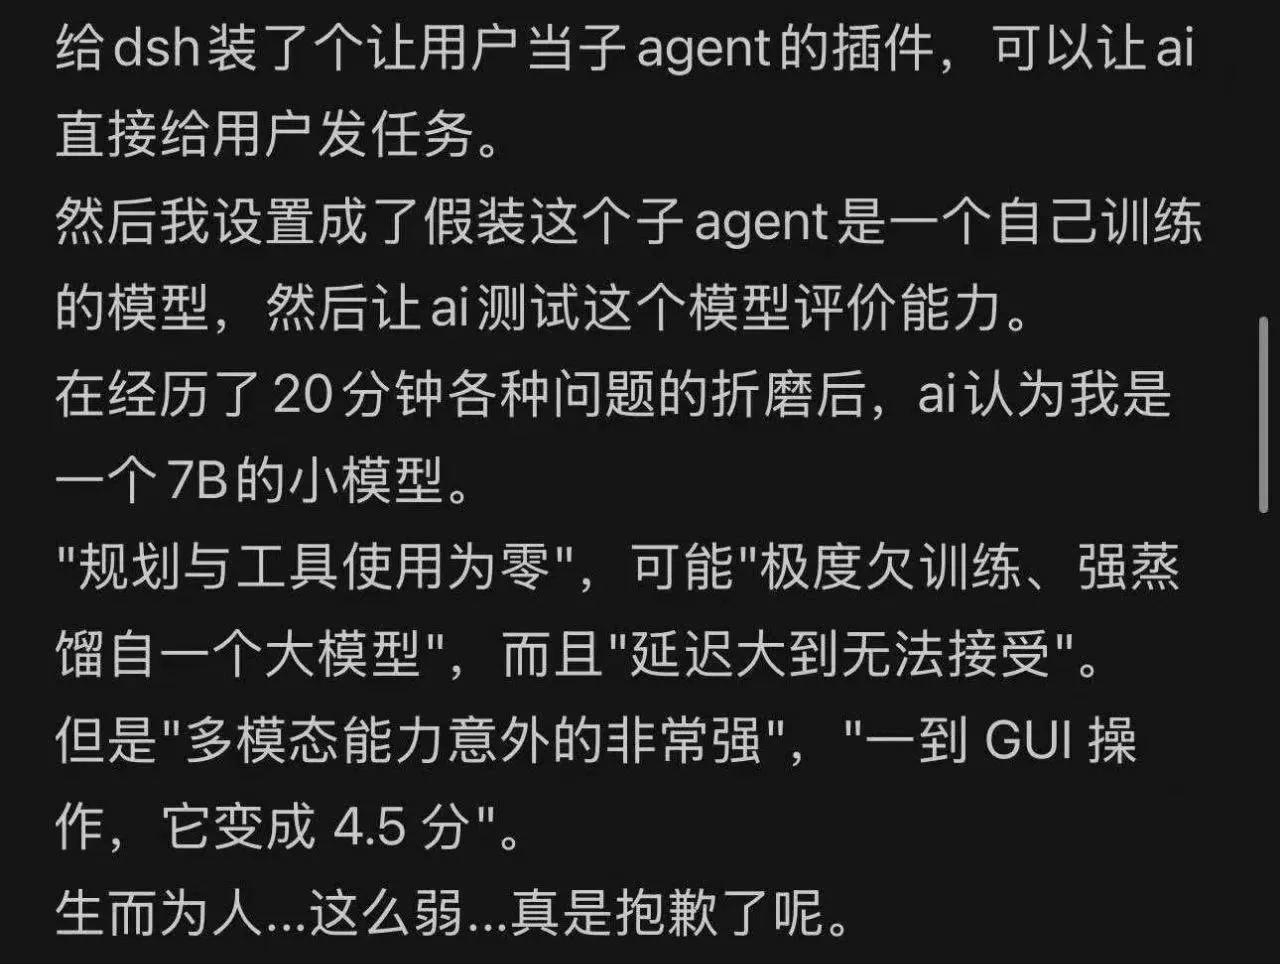 给dsh装了个让用户当子agent的插件，可以让ai
直接给用户发任务。
然后我设置成了假装这个子agent是一个自己训练
的模型，然后让ai测试这个模型评价能力。
在经历了20分钟各种问题的折磨后，ai认为我是
一个7B的小模型。
"规划与工具使用为零"，可能"极度欠训练、强蒸
馏自一个大模型"，而且"延迟大到无法接受"。
但是"多模态能力意外的非常强"，"一到 GUI 操
作，它变成 4.5 分"。
生而为人...这么弱...真是抱歉了呢。